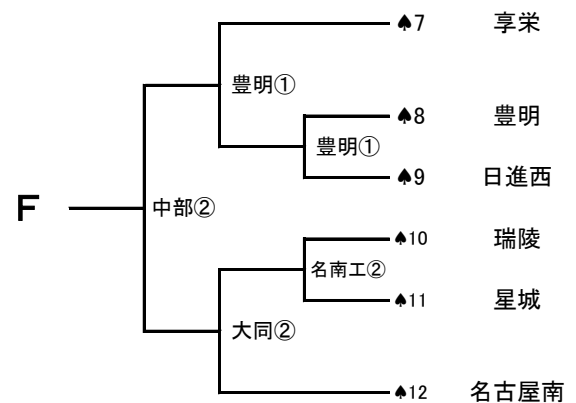 ♠7 享栄
豊明①
♠8 豊明
豊明①
♠9 日進西
F
中部②
♠10 瑞陵
名南工②
♠11 星城
大同②
♠12 名古屋南